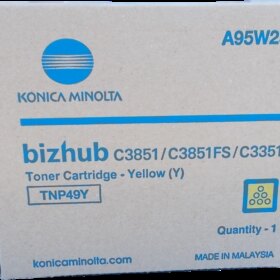 A95W2
KONICA MINOLTA
bizhub C3851/C3851FS/C3351
Toner Cartridge - Yellow (Y)
TNP49Y
Quantity - 1
konicaminolta.com
MADE IN MALAYSIA